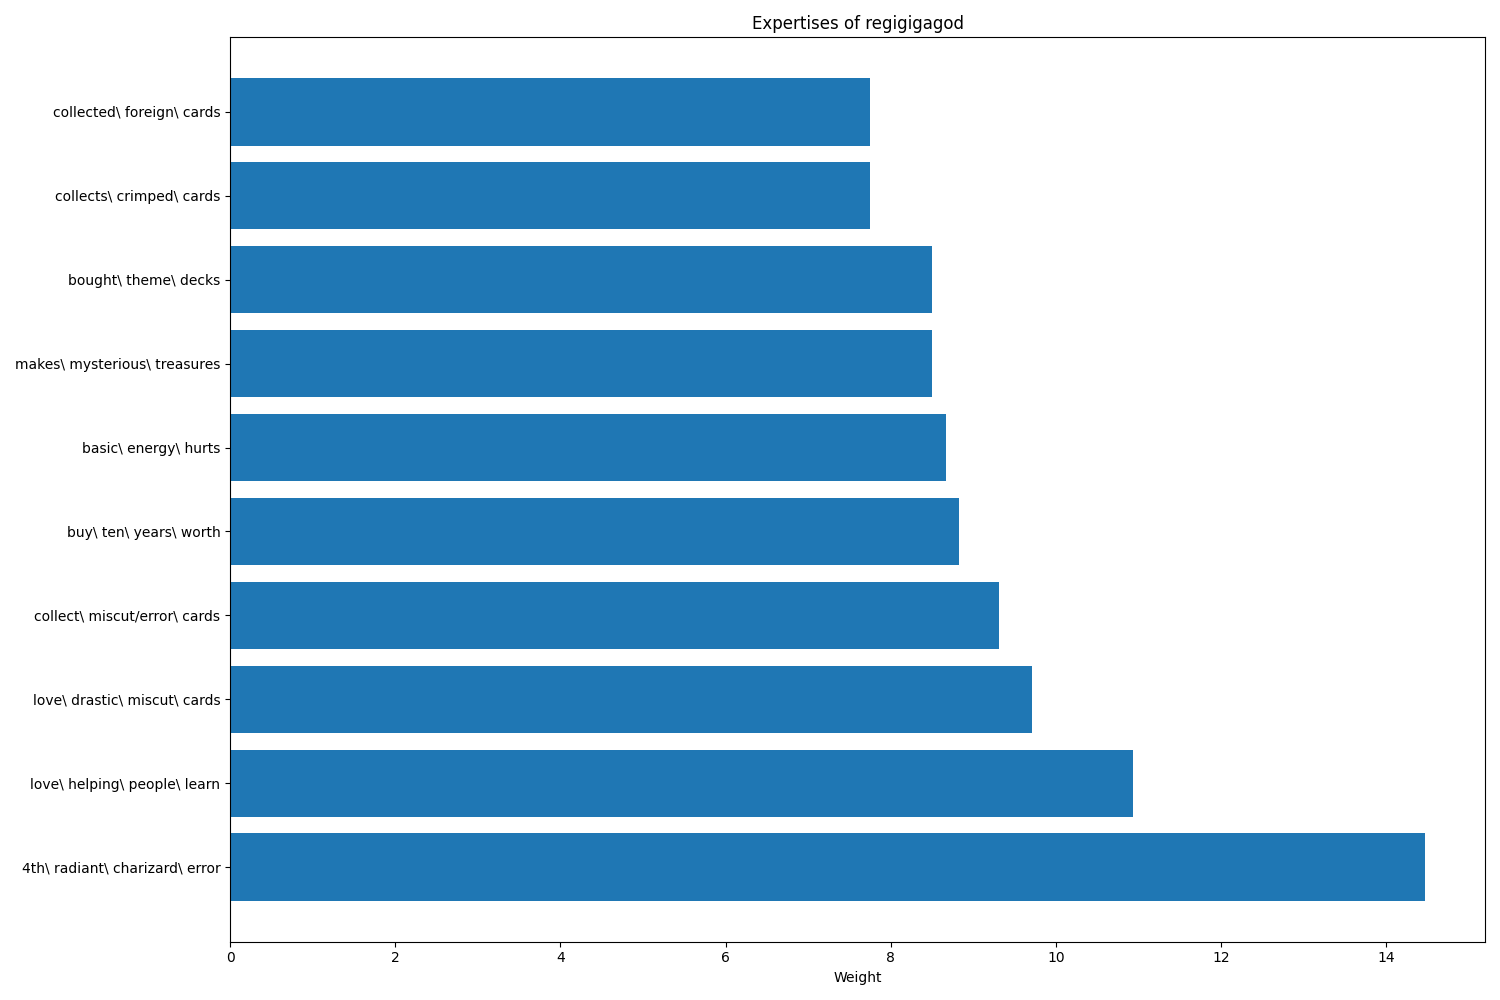 Expertises of regigigagod
collected\ foreign\ cards
collects\ crimped\ cards
bought\ theme\ decks
makes\ mysterious\ treasures
basic\ energy\ hurts
buy\ ten\ years\ worth
collect\ miscut/error\ cards
love\ drastic\ miscut\ cards
love\ helping\ people\ learn
4th\ radiant\ charizard\ error
0 2 4 6 8 10 12 14
Weight